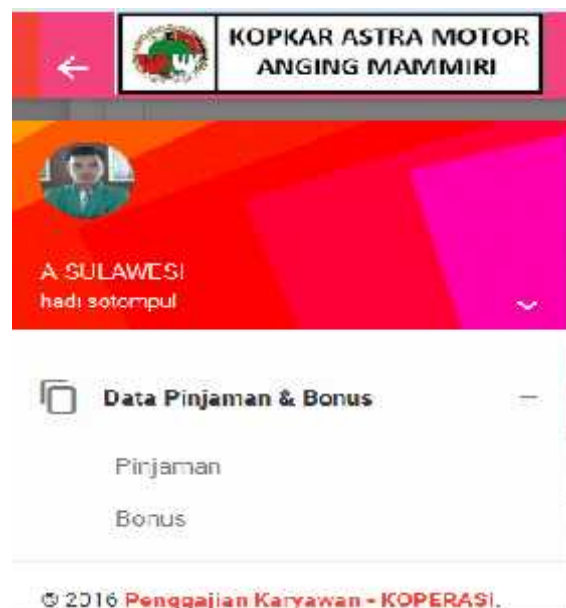 KOPKAR ASTRA MOTOR
ANGING MAMMIRI
A SULAWESI
hadi sotompul
Data Pinjaman & Bonus
Pinjaman
Bonus
© 2016 Penggajian Karyawan - KOPERASI.